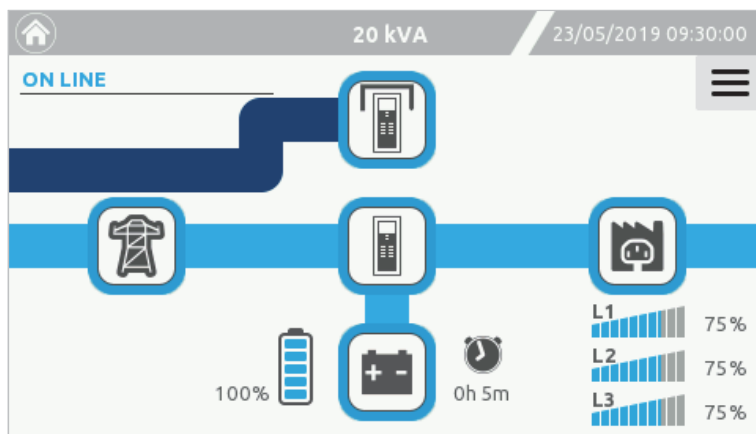 20 kVA
23/05/2019 09:30:00
ON LINE
L1 75%
L2 75%
100%
0h 5m
L3 75%